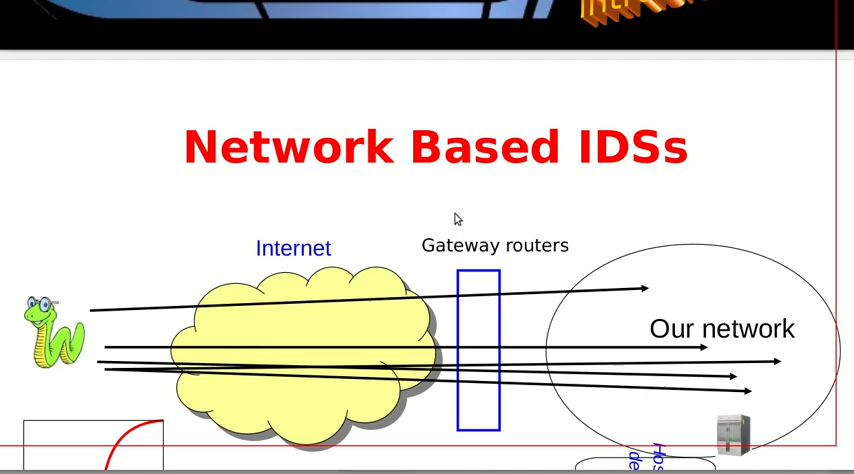 Network Based IDSs
Internet
Gateway routers
Our network